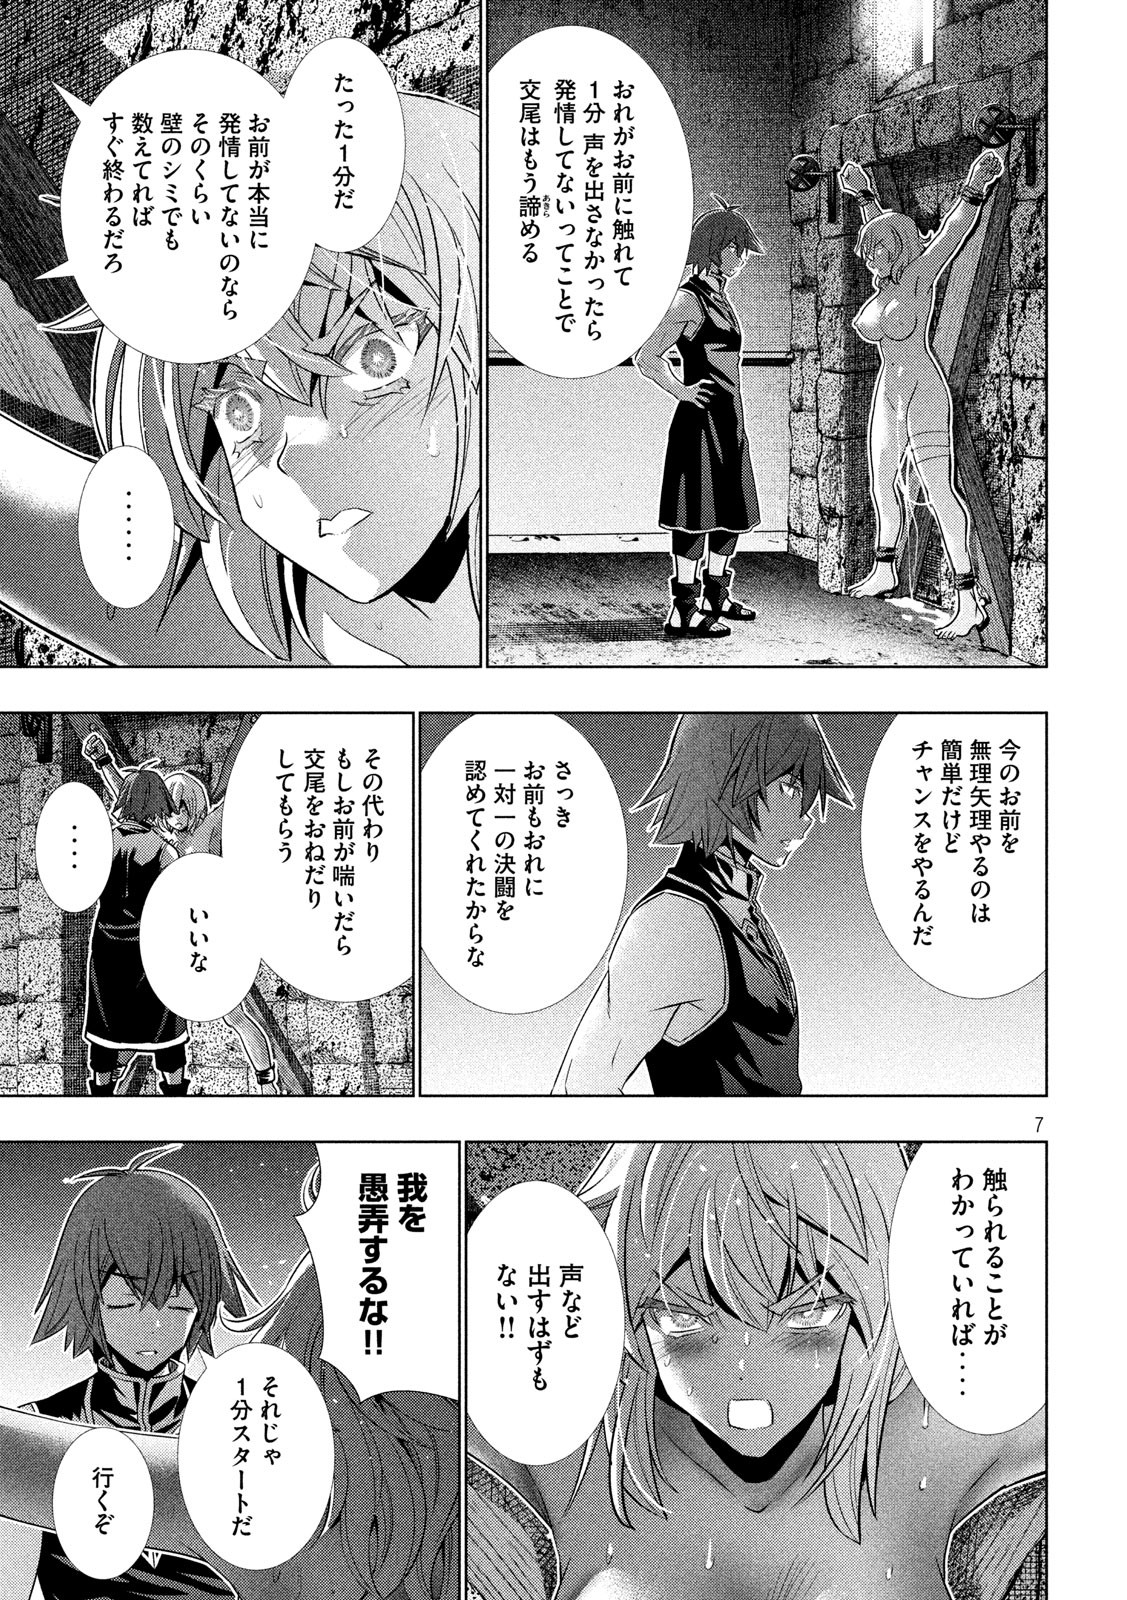 おれがお前に触れて
1分 声を出さなかったら
発情してないってことで
交尾はもう諦める
あきら
たった1分だ
お前が本当に
発情してないのなら
そのくらい
壁のシミでも
数えてれば
すぐ終わるだろ
・・・・・・
今のお前を
無理矢理やるのは
簡単だけど
チャンスをやるんだ
さっき
お前もおれに
一対一の決闘を
認めてくれたからな
その代わり
もしお前が喘いだら
交尾をおねだり
してもらう
いいな
・・・・
7
触られることが
わかっていれば・・・・
声など
出すはずも
ない!!
我を
愚弄するな!!
それじゃ
1分スタートだ
行くぞ